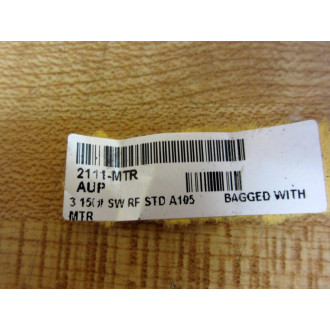 2111-MTR
AUP
3 150# SW RF STD A105 BAGGED WITH
MTR